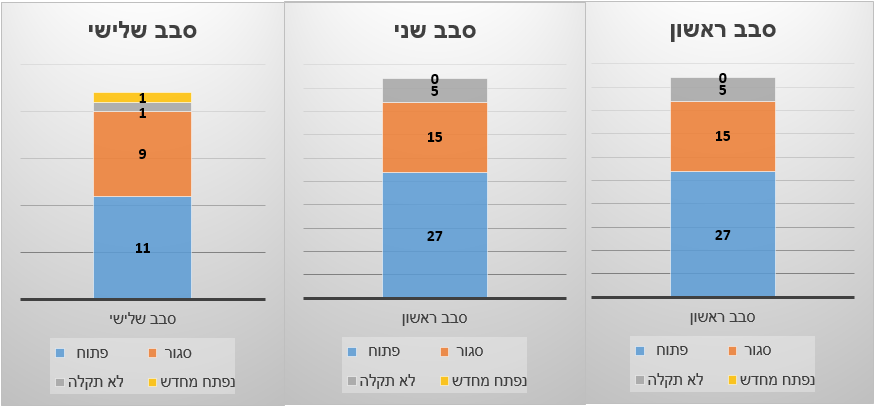 סבב ראשון
0
5
15
27
סבב ראשון
פתוח
סגור
לא תקלה
נפתח מחדש
סבב שני
0
5
15
27
סבב ראשון
פתוח
סגור
לא תקלה
נפתח מחדש
סבב שלישי
1
1
9
11
סבב שלישי
פתוח
סגור
לא תקלה
נפתח מחדש